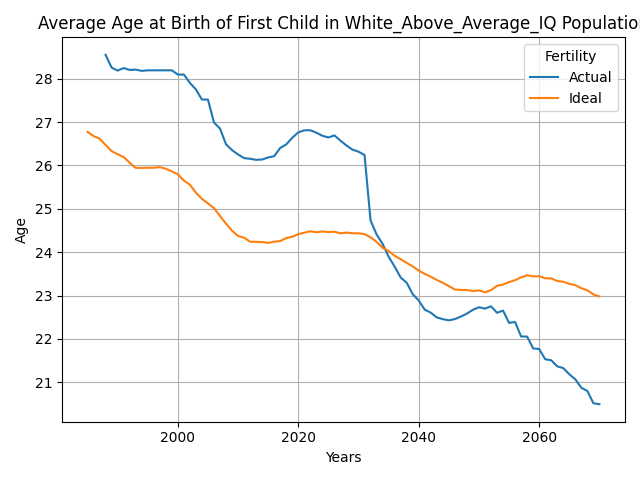 Average Age at Birth of First Child in White_Above_Average_IQ Population
Fertility
Actual
Ideal
Age
28
27
26
25
24
23
22
21
2000
2020
2040
2060
Years